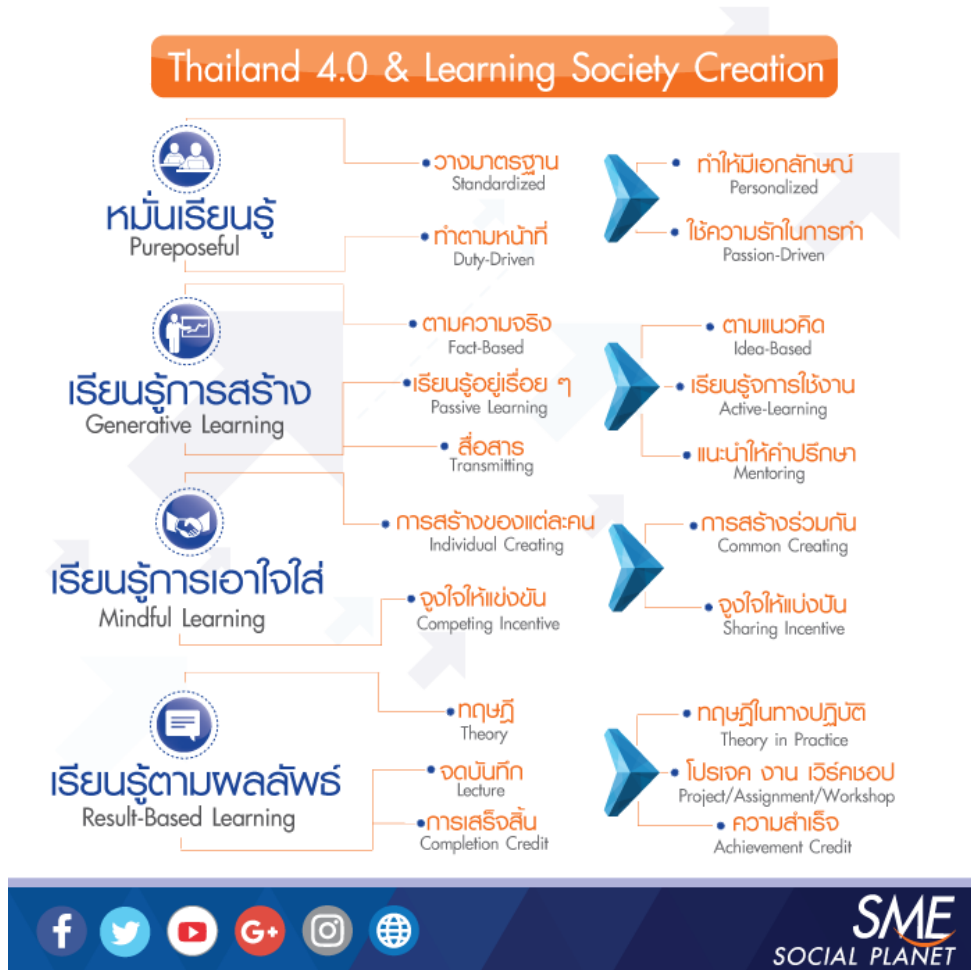 Thailand 4.0 & Learning Society Creation
หมั่นเรียนรู้
Pureposeful
• วางมาตรฐาน
Standardized
• ทำตามหน้าที่
Duty-Driven
• ทำให้มีเอกลักษณ์
Personalized
• ใช้ความรักในการทำ
Passion-Driven
เรียนรู้การสร้าง
Generative Learning
• ตามความจริง
Fact-Based
•เรียนรู้อยู่เรื่อย ๆ
Passive Learning
• สื่อสาร
Transmitting
• ตามแนวคิด
Idea-Based
• เรียนรู้จการใช้งาน
Active-Learning
• แนะนำให้คำปรึกษา
Mentoring
เรียนรู้การเอาใจใส่
Mindful Learning
• การสร้างของแต่ละคน
Individual Creating
• จูงใจให้แข่งขัน
Competing Incentive
• การสร้างร่วมกัน
Common Creating
• จูงใจให้แบ่งปัน
Sharing Incentive
เรียนรู้ตามผลลัพธ์
Result-Based Learning
• ทฤษฎี
Theory
• จดบันทึก
Lecture
•การเสร็จสิ้น
Completion Credit
• ทฤษฎีในทางปฏิบัติ
Theory in Practice
• โปรเจค งาน เวิร์คชอป
Project/Assignment/Workshop
• ความสำเร็จ
Achievement Credit
f
G+
SME
SOCIAL PLANET